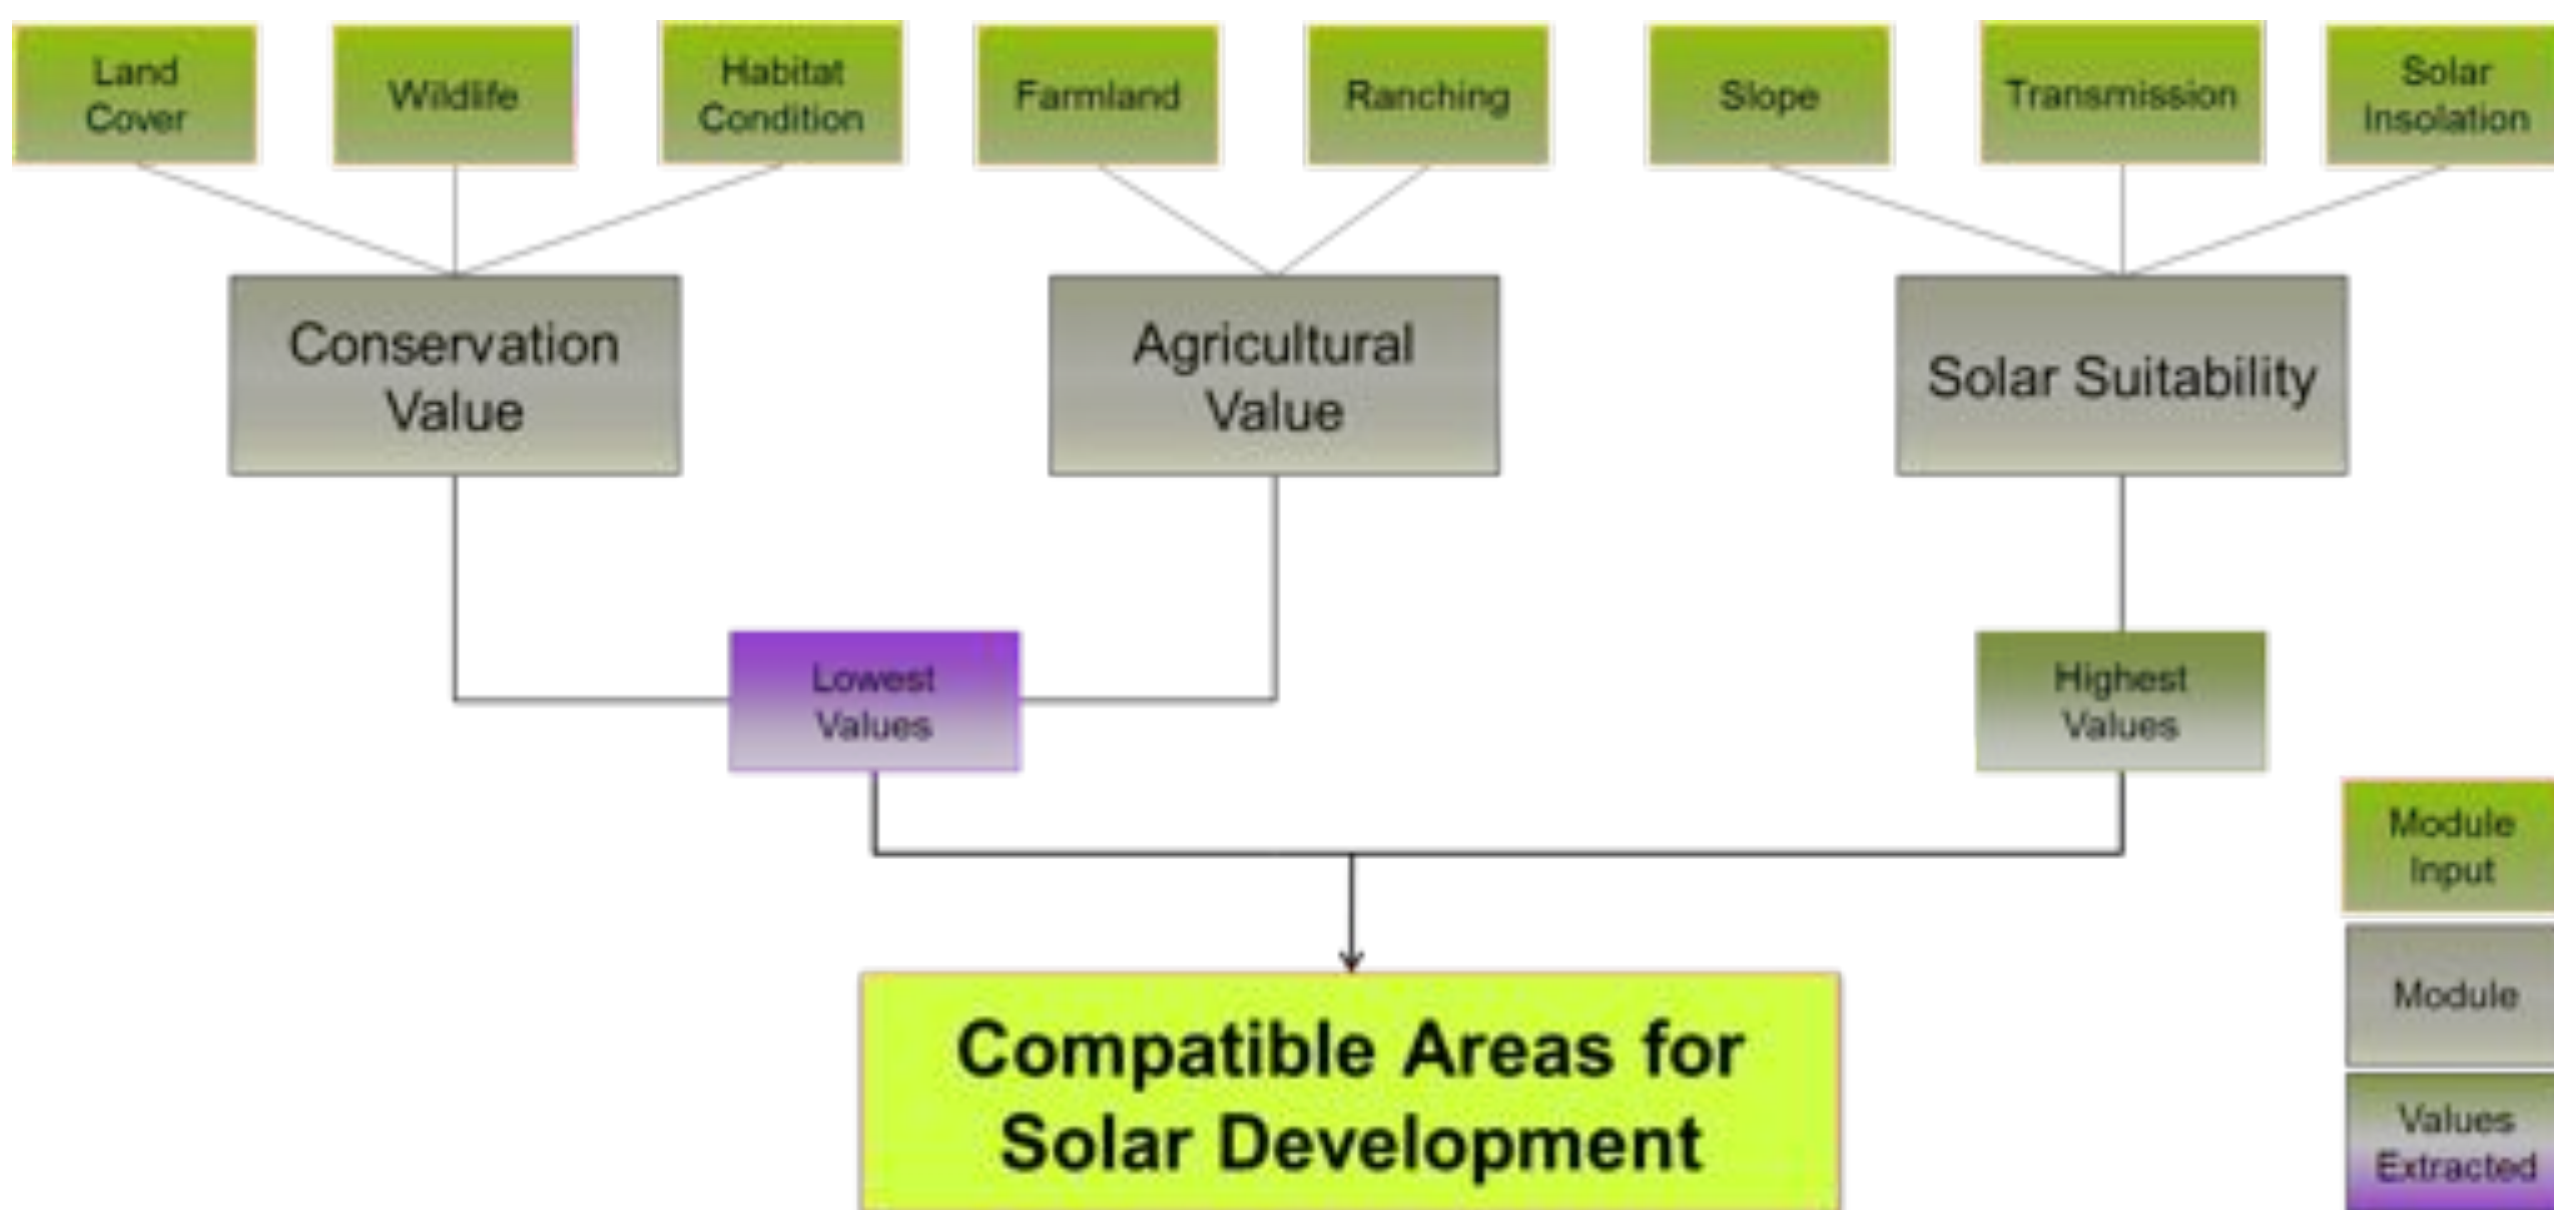 Land
Cover
Wildlife
Habitat
Condition
Farmland
Ranching
Slope
Transmission
Solar
Insolation
Conservation
Value
Agricultural
Value
Solar Suitability
Lowest
Values
Highest
Values
Module
Input
Module
Values
Extracted
Compatible Areas for
Solar Development